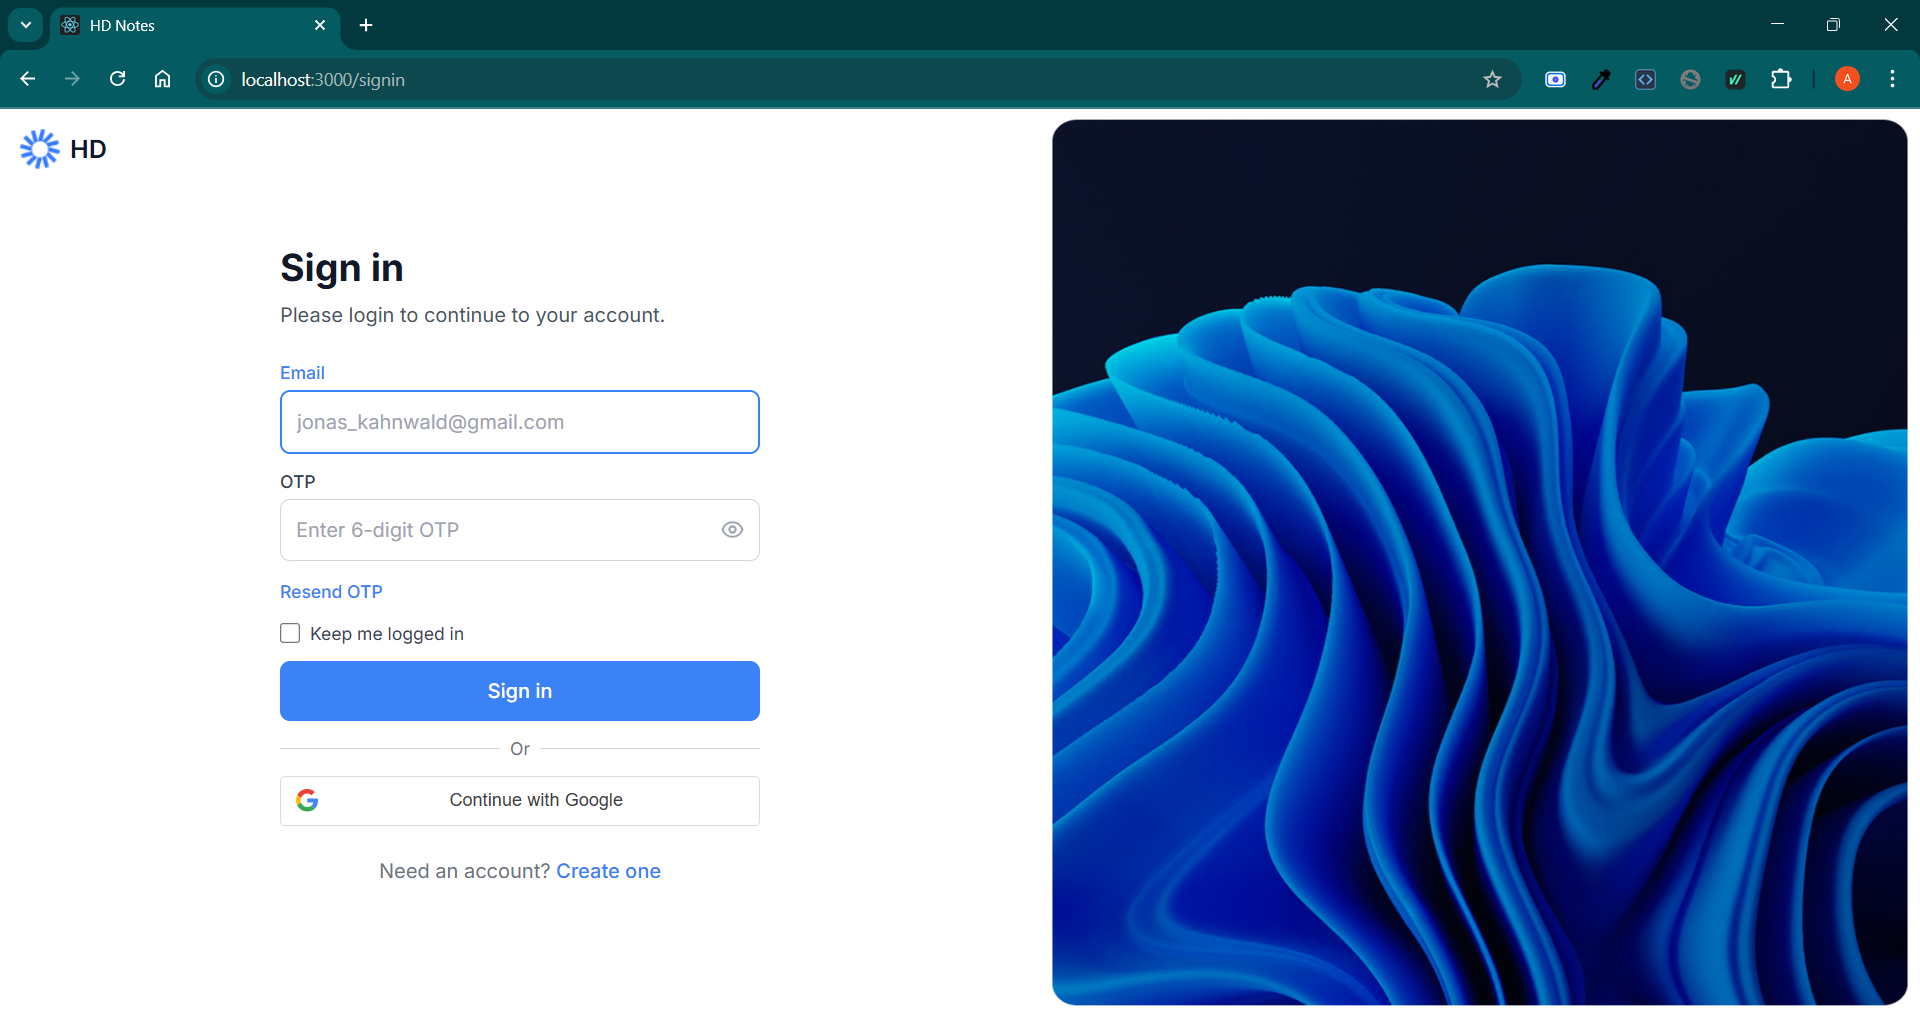 HD Notes
localhost:3000/signin
A
HD
Sign in
Please login to continue to your account.
Email
jonas_kahnwald@gmail.com
OTP
Enter 6-digit OTP
Resend OTP
Keep me logged in
Sign in
Or
Continue with Google
Need an account? Create one